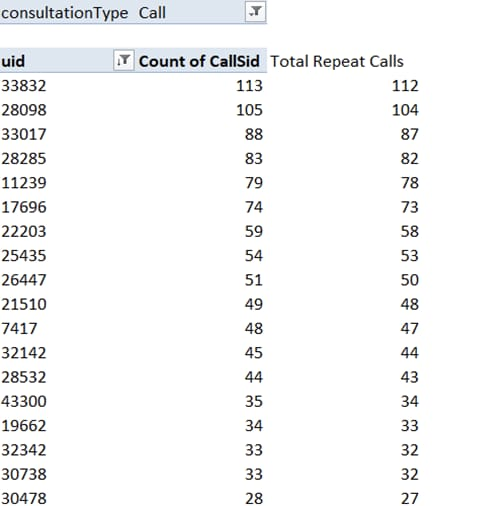 consultationType Call
uid Count of CallSid Total Repeat Calls
33832 113 112
28098 105 104
33017 88 87
28285 83 82
11239 79 78
17696 74 73
22203 59 58
25435 54 53
26447 51 50
21510 49 48
7417 48 47
32142 45 44
28532 44 43
43300 35 34
19662 34 33
32342 33 32
30738 33 32
30478 28 27